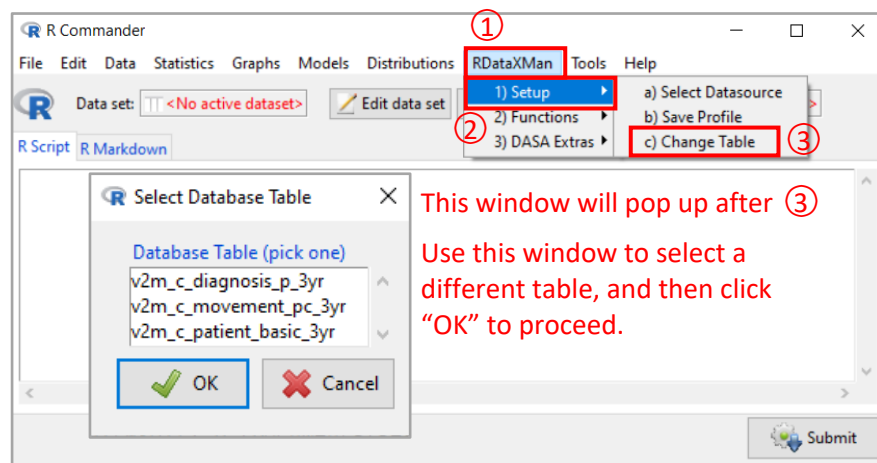 ①
R Commander
File Edit Data Statistics Graphs Models Distributions RDataXMan Tools Help
Data set: <No active dataset> Edit data set
1) Setup
2) Functions
3) DASA Extras
②
a) Select Datasource
b) Save Profile
c) Change Table
③
R Script R Markdown
Select Database Table
Database Table (pick one)
v2m_c_diagnosis_p_3yr
v2m_c_movement_pc_3yr
v2m_c_patient_basic_3yr
OK Cancel
This window will pop up after ③
Use this window to select a
different table, and then click
“OK” to proceed.
Submit